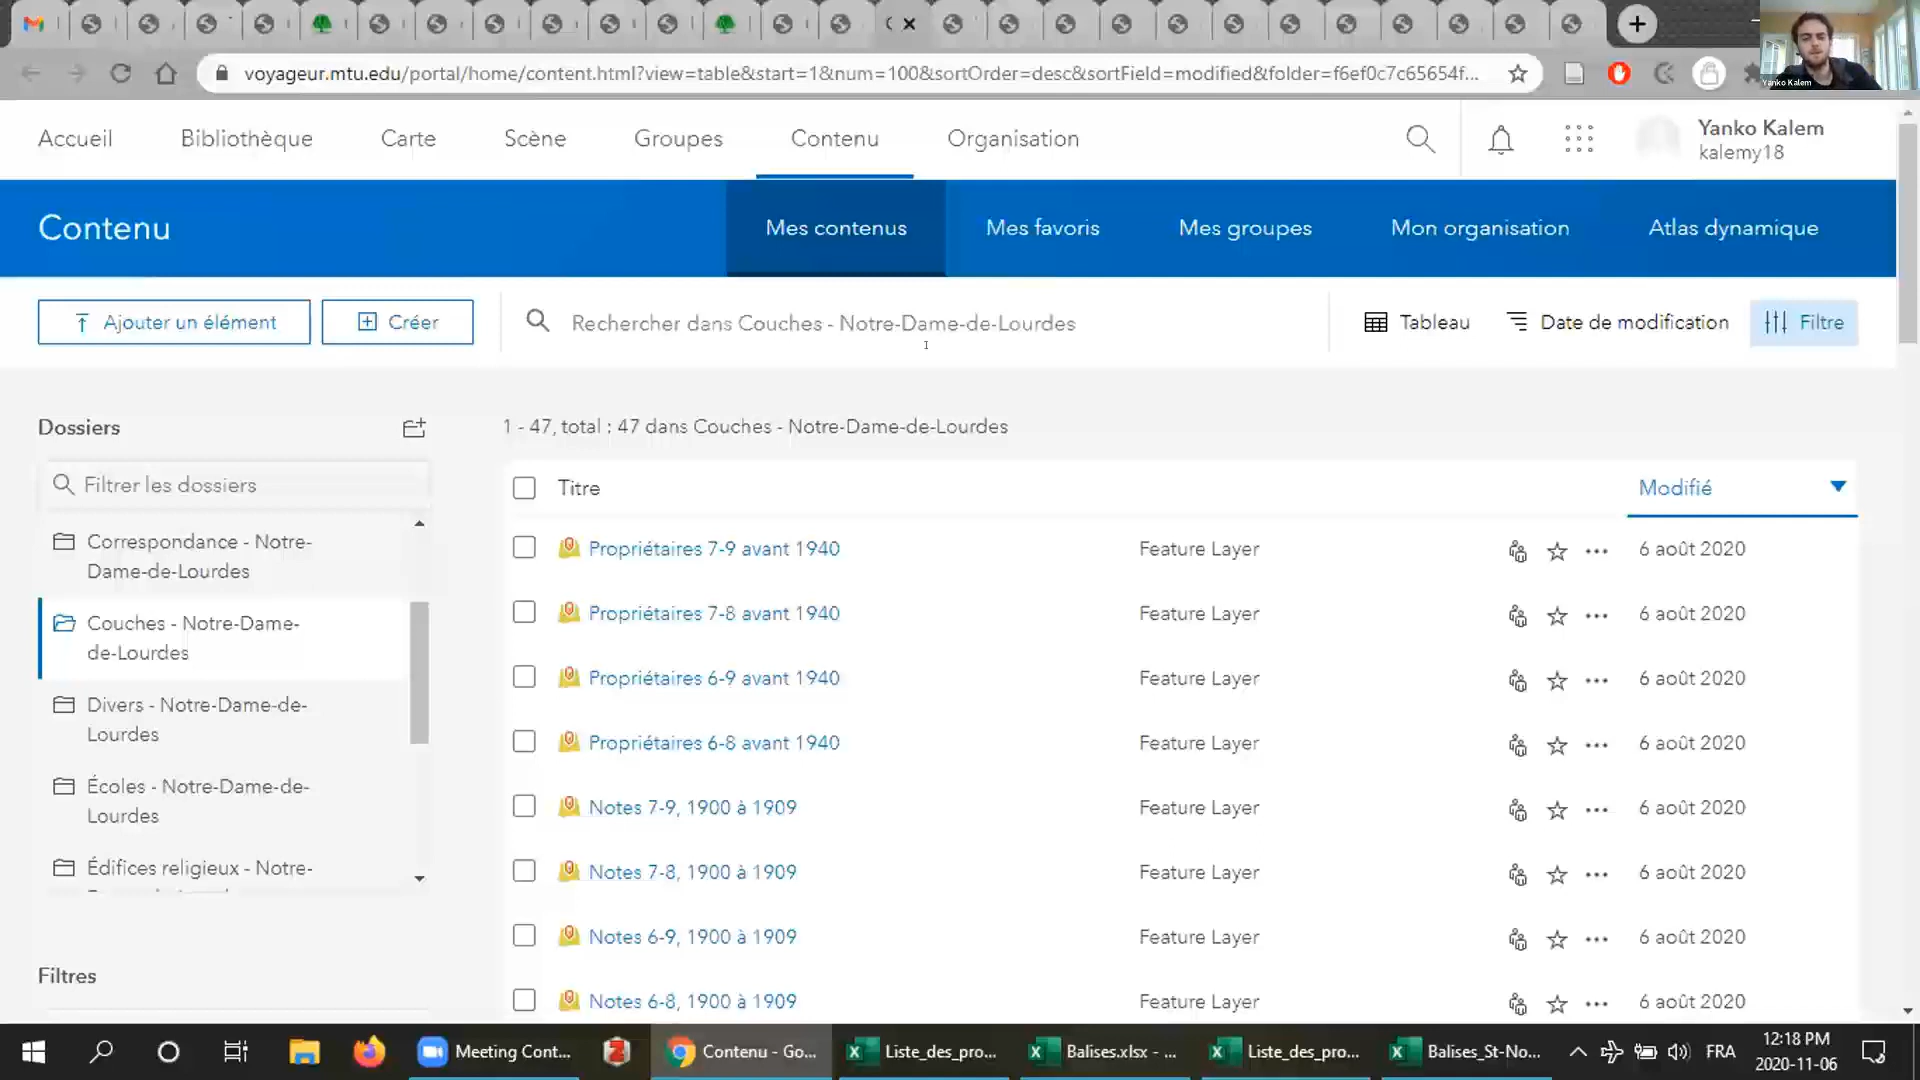 voyageur.mtu.edu/portal/home/content.html?view=table&start=1&num=100&sortOrder=desc&sortField=modified&folder=f6ef0c7c65654f...
Yanko Kalem
Accueil Bibliothèque Carte Scène Groupes Contenu Organisation
Yanko Kalem
kalemy18
Contenu Mes contenus Mes favoris Mes groupes Mon organisation Atlas dynamique
Ajouter un élément Créer Rechercher dans Couches - Notre-Dame-de-Lourdes Tableau Date de modification Filtre
Dossiers
1 - 47, total : 47 dans Couches - Notre-Dame-de-Lourdes
Filtrer les dossiers
Titre Modifié
Correspondance - Notre-
Dame-de-Lourdes
Couches - Notre-Dame-
de-Lourdes
Divers - Notre-Dame-de-
Lourdes
Écoles - Notre-Dame-de-
Lourdes
Édifices religieux - Notre-
Propriétaires 7-9 avant 1940 Feature Layer 6 août 2020
Propriétaires 7-8 avant 1940 Feature Layer 6 août 2020
Propriétaires 6-9 avant 1940 Feature Layer 6 août 2020
Propriétaires 6-8 avant 1940 Feature Layer 6 août 2020
Notes 7-9, 1900 à 1909 Feature Layer 6 août 2020
Notes 7-8, 1900 à 1909 Feature Layer 6 août 2020
Notes 6-9, 1900 à 1909 Feature Layer 6 août 2020
Notes 6-8, 1900 à 1909 Feature Layer 6 août 2020
Filtres
Meeting Cont... Contenu - Go... Liste_des_pro... Balises.xlsx - ... Liste_des_pro... Balises_St-No... FRA
12:18 PM
2020-11-06